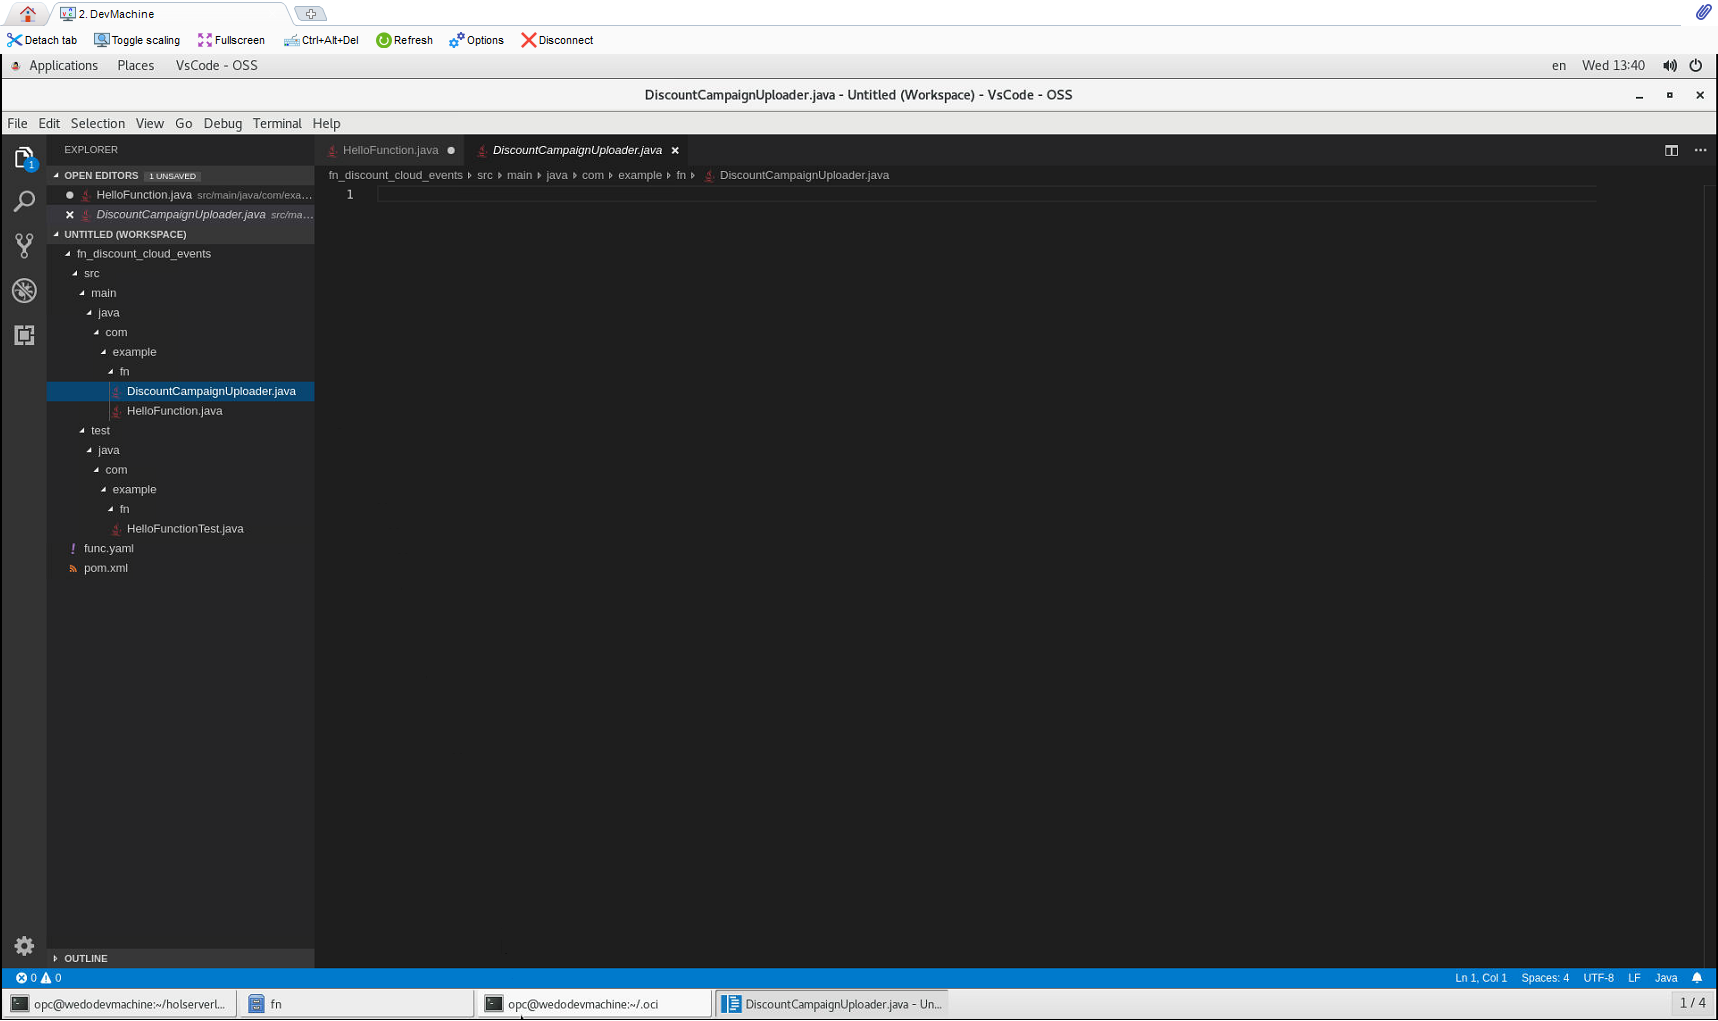 2. DevMachine
Detach tab Toggle scaling Fullscreen Ctrl+Alt+Del Refresh Options Disconnect
Applications Places VsCode - OSS en Wed 13:40
DiscountCampaignUploader.java - Untitled (Workspace) - VsCode - OSS
File Edit Selection View Go Debug Terminal Help
EXPLORER
HelloFunction.java DiscountCampaignUploader.java
OPEN EDITORS 1 UNSAVED
fn_discount_cloud_events src main java com example fn DiscountCampaignUploader.java
HelloFunction.java src/main/java/com/exa...
1
DiscountCampaignUploader.java src/ma...
UNTITLED (WORKSPACE)
fn_discount_cloud_events
src
main
java
com
example
fn
DiscountCampaignUploader.java
HelloFunction.java
test
java
com
example
fn
HelloFunctionTest.java
! func.yaml
pom.xml
1
OUTLINE
0 0 Ln 1, Col 1 Spaces: 4 UTF-8 LF Java
opc@wedodevmachine:~/holserverl... fn opc@wedodevmachine:~/.oci DiscountCampaignUploader.java - Un... 1 / 4